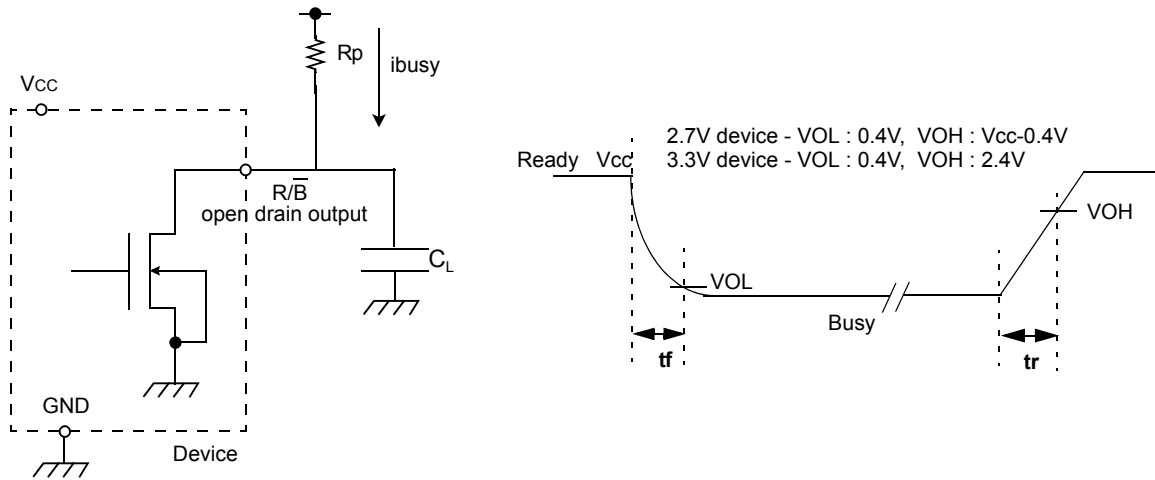 Rp
ibusy
VCC
R/B̅
open drain output
CL
GND
Device
2.7V device - VOL : 0.4V, VOH : Vcc-0.4V
Ready Vcc 3.3V device - VOL : 0.4V, VOH : 2.4V
VOH
VOL
Busy
tf
tr